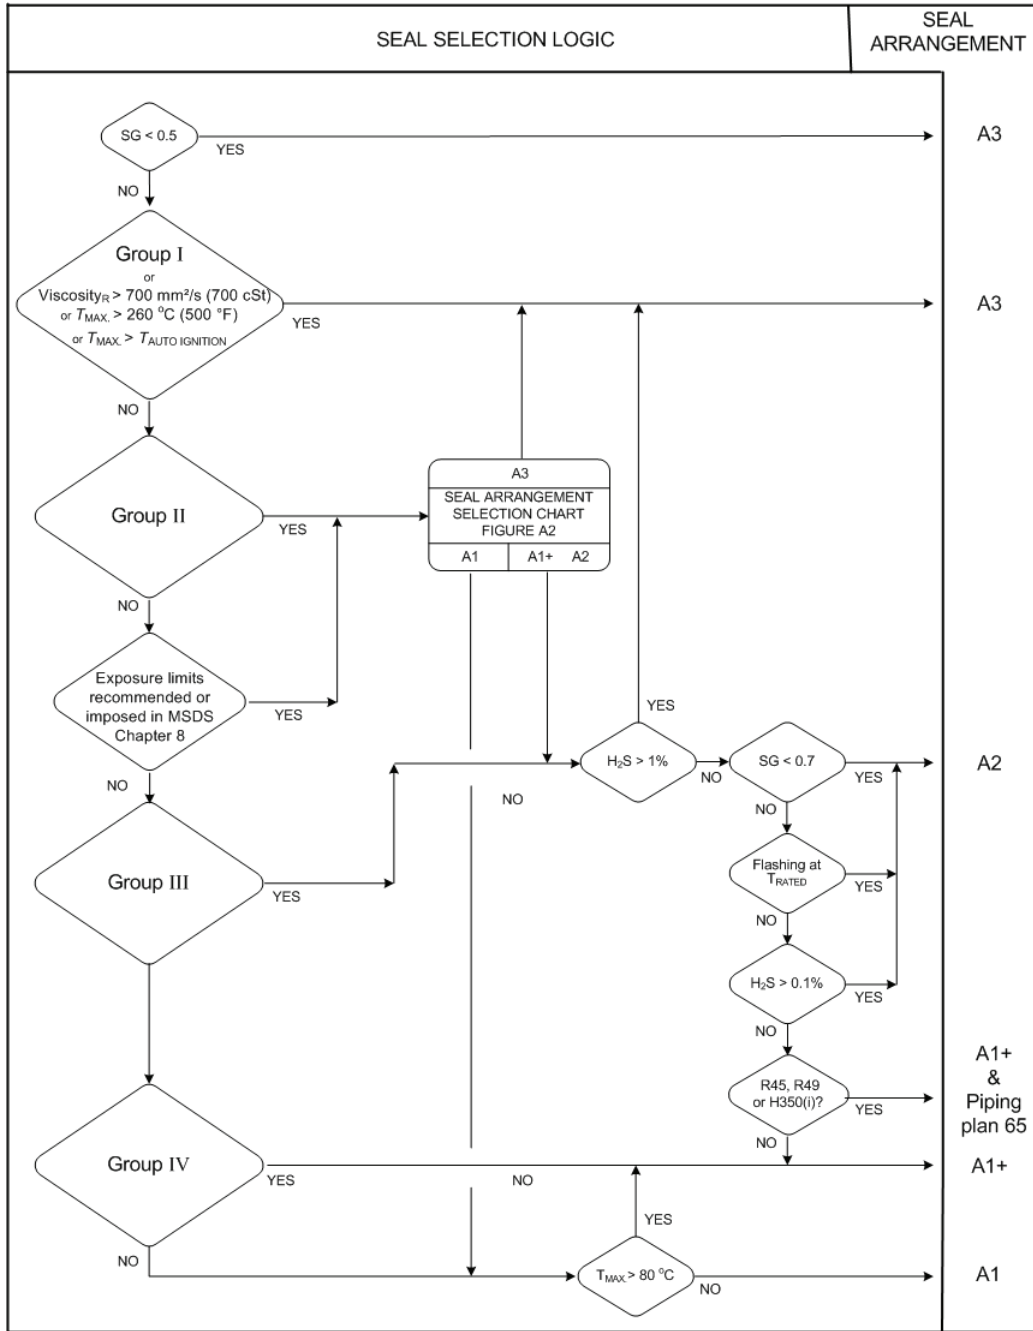 SEAL SELECTION LOGIC
SEAL
ARRANGEMENT
SG < 0.5
YES
A3
NO
Group I
or
ViscosityR > 700 mm²/s (700 cSt)
or TMAX. > 260 °C (500 °F)
or TMAX. > TAUTO IGNITION
YES
A3
NO
Group II
YES
A3
SEAL ARRANGEMENT
SELECTION CHART
FIGURE A2
A1
A1+ A2
NO
Exposure limits
recommended or
imposed in MSDS
Chapter 8
YES
NO
YES
H₂S > 1%
NO
NO
SG < 0.7
YES
A2
NO
Group III
YES
Flashing at
TRATED
YES
NO
H₂S > 0.1%
YES
NO
R45, R49
or H350(i)?
YES
A1+
&
Piping
plan 65
NO
Group IV
YES
NO
A1+
YES
NO
TMAX. > 80 °C
NO
A1